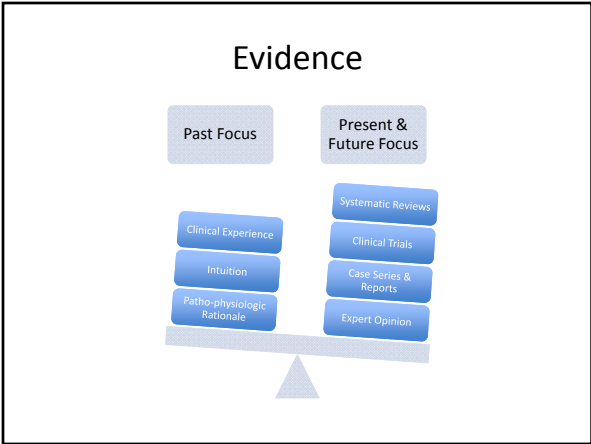 Evidence
Past Focus
Present &
Future Focus
Clinical Experience
Intuition
Patho-physiologic
Rationale
Systematic Reviews
Clinical Trials
Case Series &
Reports
Expert Opinion